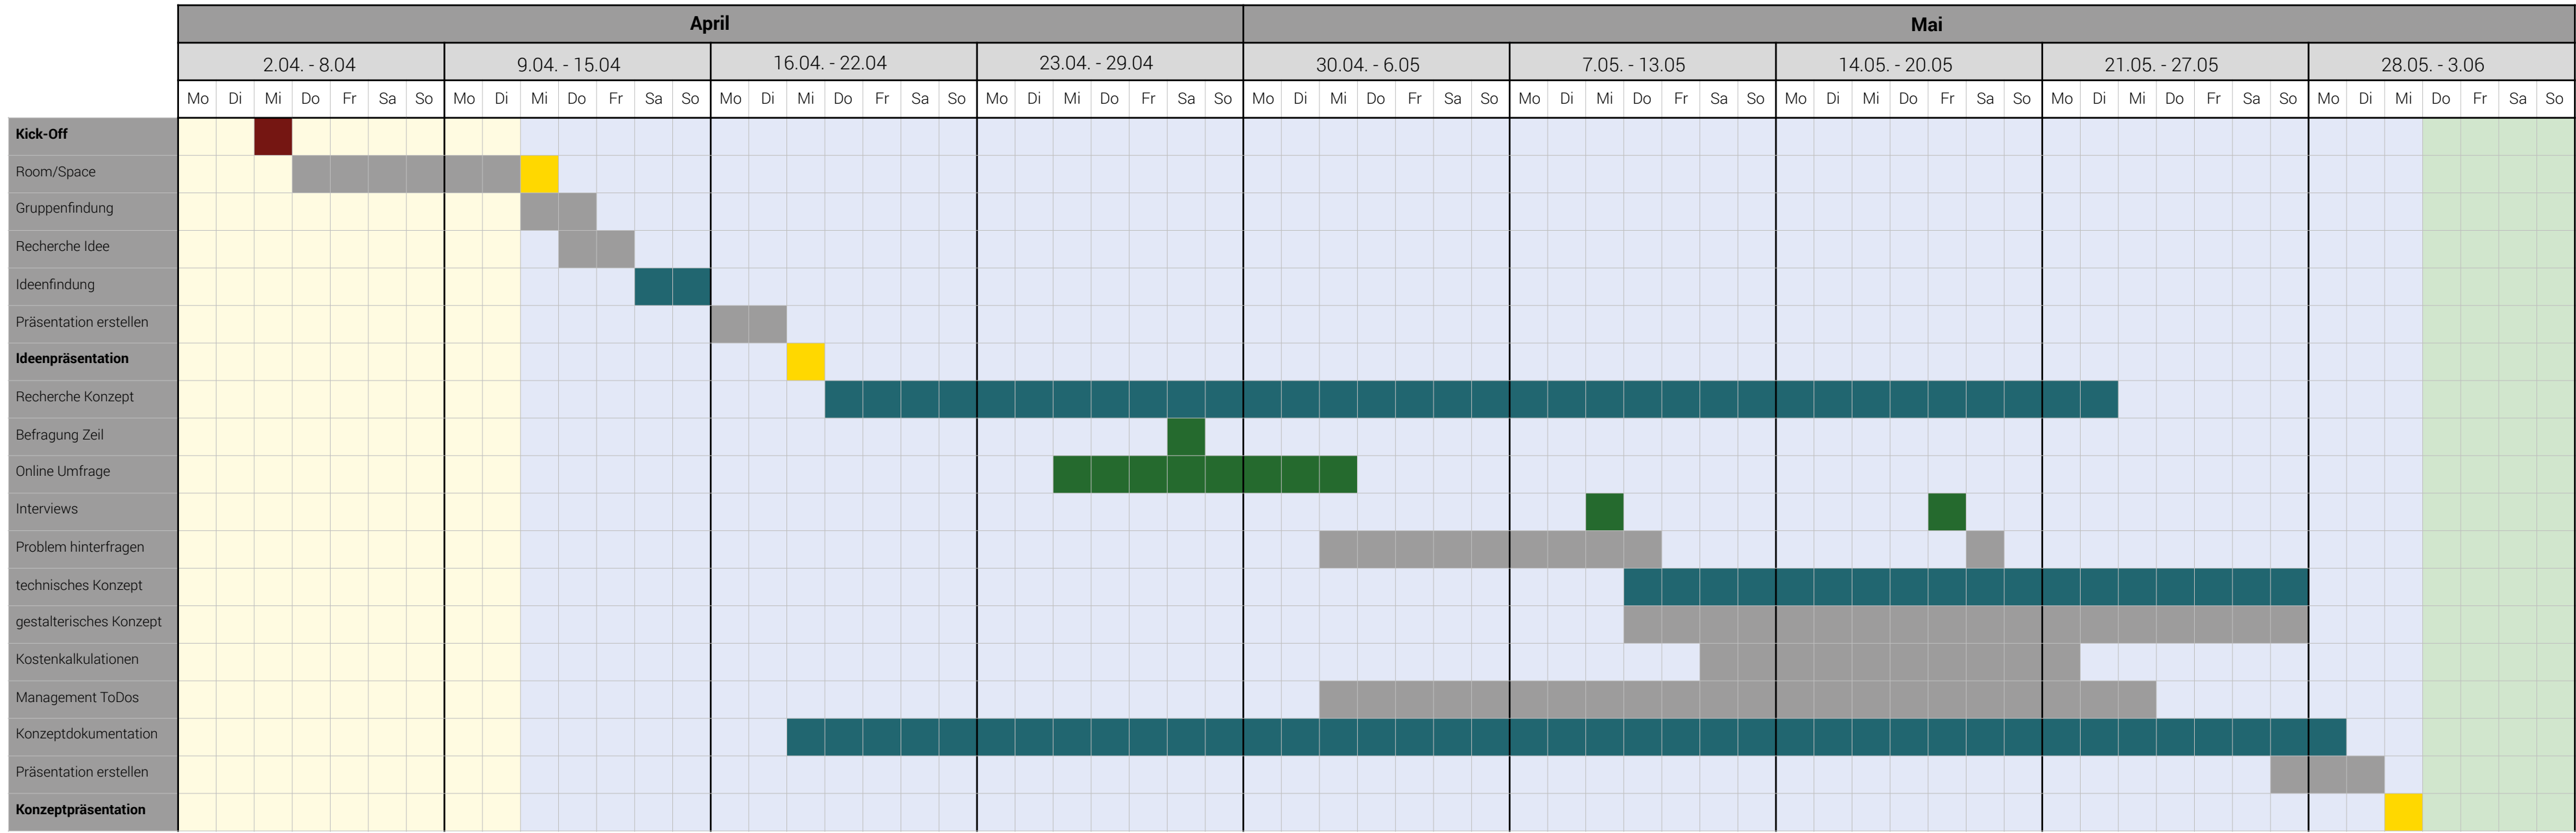 April Mai
2.04. - 8.04 9.04. - 15.04 16.04. - 22.04 23.04. - 29.04 30.04. - 6.05 7.05. - 13.05 14.05. - 20.05 21.05. - 27.05 28.05. - 3.06
Mo Di Mi Do Fr Sa So Mo Di Mi Do Fr Sa So Mo Di Mi Do Fr Sa So Mo Di Mi Do Fr Sa So Mo Di Mi Do Fr Sa So Mo Di Mi Do Fr Sa So Mo Di Mi Do Fr Sa So Mo Di Mi Do Fr Sa So Mo Di Mi Do Fr Sa So
Kick-Off
Room/Space
Gruppenfindung
Recherche Idee
Ideenfindung
Präsentation erstellen
Ideenpräsentation
Recherche Konzept
Befragung Zeil
Online Umfrage
Interviews
Problem hinterfragen
technisches Konzept
gestalterisches Konzept
Kostenkalkulationen
Management ToDos
Konzeptdokumentation
Präsentation erstellen
Konzeptpräsentation